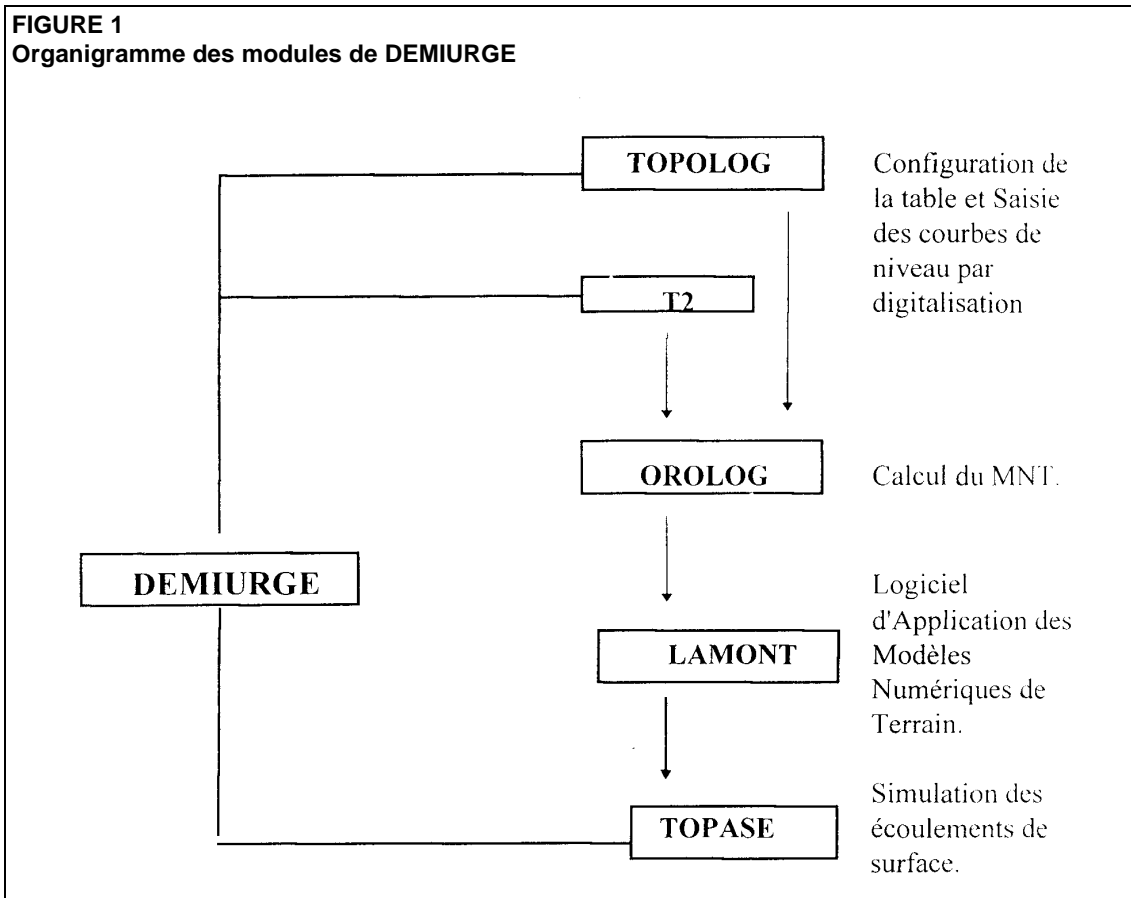 FIGURE 1
Organigramme des modules de DEMIURGE
TOPOLOG
Configuration de
la table et Saisie
des courbes de
niveau par
digitalisation
T2
OROLOG
Calcul du MNT.
DEMIURGE
LAMONT
Logiciel
d'Application des
Modèles
Numériques de
Terrain.
TOPASE
Simulation des
écoulements de
surface.